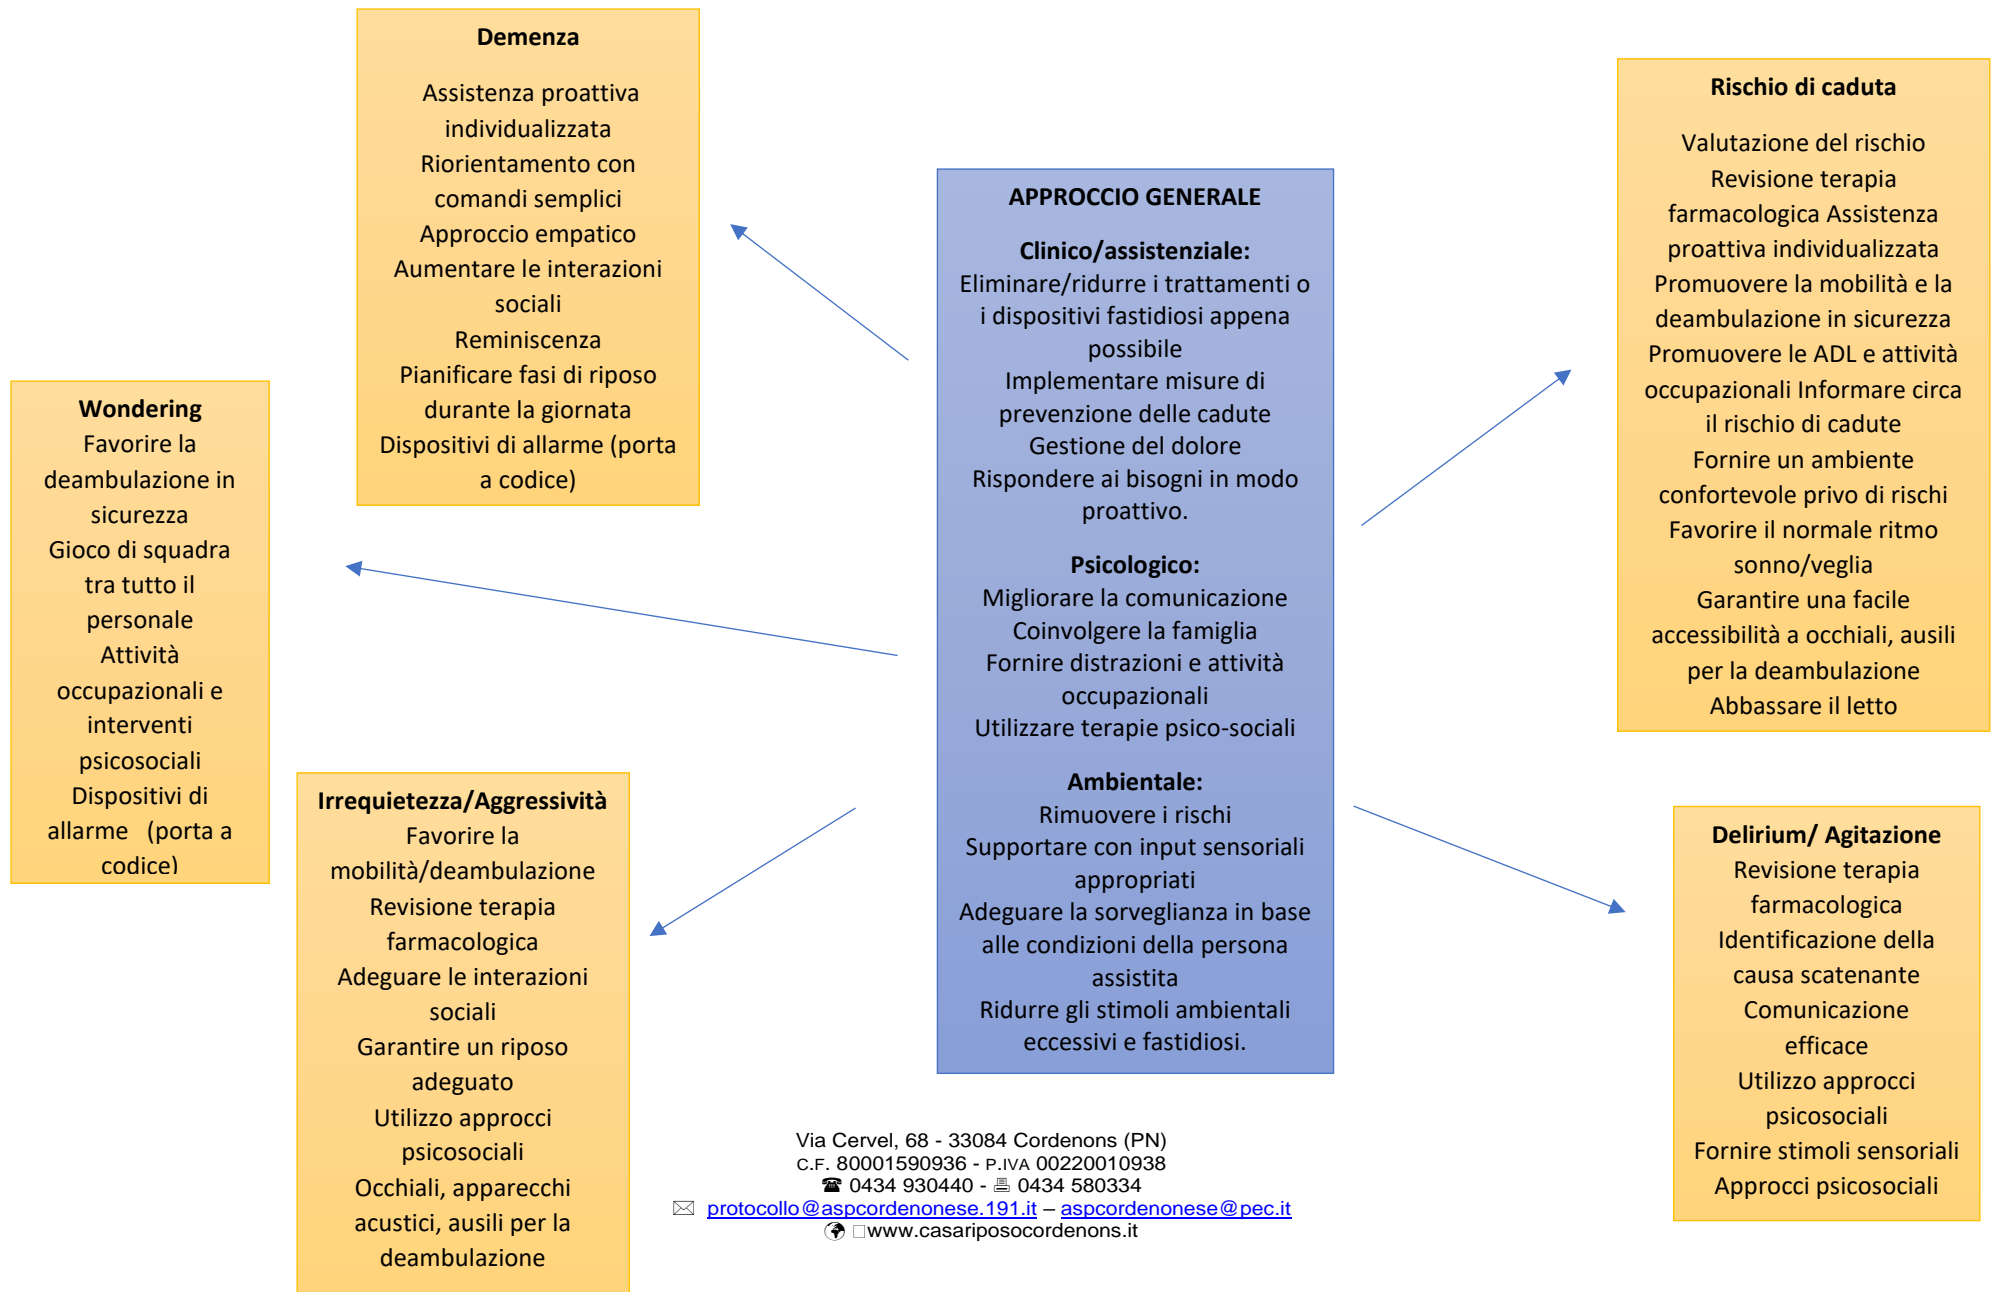 Demenza
Assistenza proattiva
individualizzata
Riorientamento con
comandi semplici
Approccio empatico
Aumentare le interazioni
sociali
Reminiscenza
Pianificare fasi di riposo
durante la giornata
Dispositivi di allarme (porta
a codice)
Rischio di caduta
Valutazione del rischio
Revisione terapia
farmacologica Assistenza
proattiva individualizzata
Promuovere la mobilità e la
deambulazione in sicurezza
Promuovere le ADL e attività
occupazionali Informare circa
il rischio di cadute
Fornire un ambiente
confortevole privo di rischi
Favorire il normale ritmo
sonno/veglia
Garantire una facile
accessibilità a occhiali, ausili
per la deambulazione
Abbassare il letto
APPROCCIO GENERALE
Clinico/assistenziale:
Eliminare/ridurre i trattamenti o
i dispositivi fastidiosi appena
possibile
Implementare misure di
prevenzione delle cadute
Gestione del dolore
Rispondere ai bisogni in modo
proattivo.
Psicologico:
Migliorare la comunicazione
Coinvolgere la famiglia
Fornire distrazioni e attività
occupazionali
Utilizzare terapie psico-sociali
Ambientale:
Rimuovere i rischi
Supportare con input sensoriali
appropriati
Adeguare la sorveglianza in base
alle condizioni della persona
assistita
Ridurre gli stimoli ambientali
eccessivi e fastidiosi.
Wondering
Favorire la
deambulazione in
sicurezza
Gioco di squadra
tra tutto il
personale
Attività
occupazionali e
interventi
psicosociali
Dispositivi di
allarme (porta a
codice)
Irrequietezza/Aggressività
Favorire la
mobilità/deambulazione
Revisione terapia
farmacologica
Adeguare le interazioni
sociali
Garantire un riposo
adeguato
Utilizzo approcci
psicosociali
Occhiali, apparecchi
acustici, ausili per la
deambulazione
Delirium/ Agitazione
Revisione terapia
farmacologica
Identificazione della
causa scatenante
Comunicazione
efficace
Utilizzo approcci
psicosociali
Fornire stimoli sensoriali
Approcci psicosociali
Via Cervel, 68 - 33084 Cordenons (PN)
C.F. 80001590936 - P.IVA 00220010938
☎ 0434 930440 - 🖷 0434 580334
✉ protocollo@aspcordenonese.191.it – aspcordenonese@pec.it
www.casariposocordenons.it